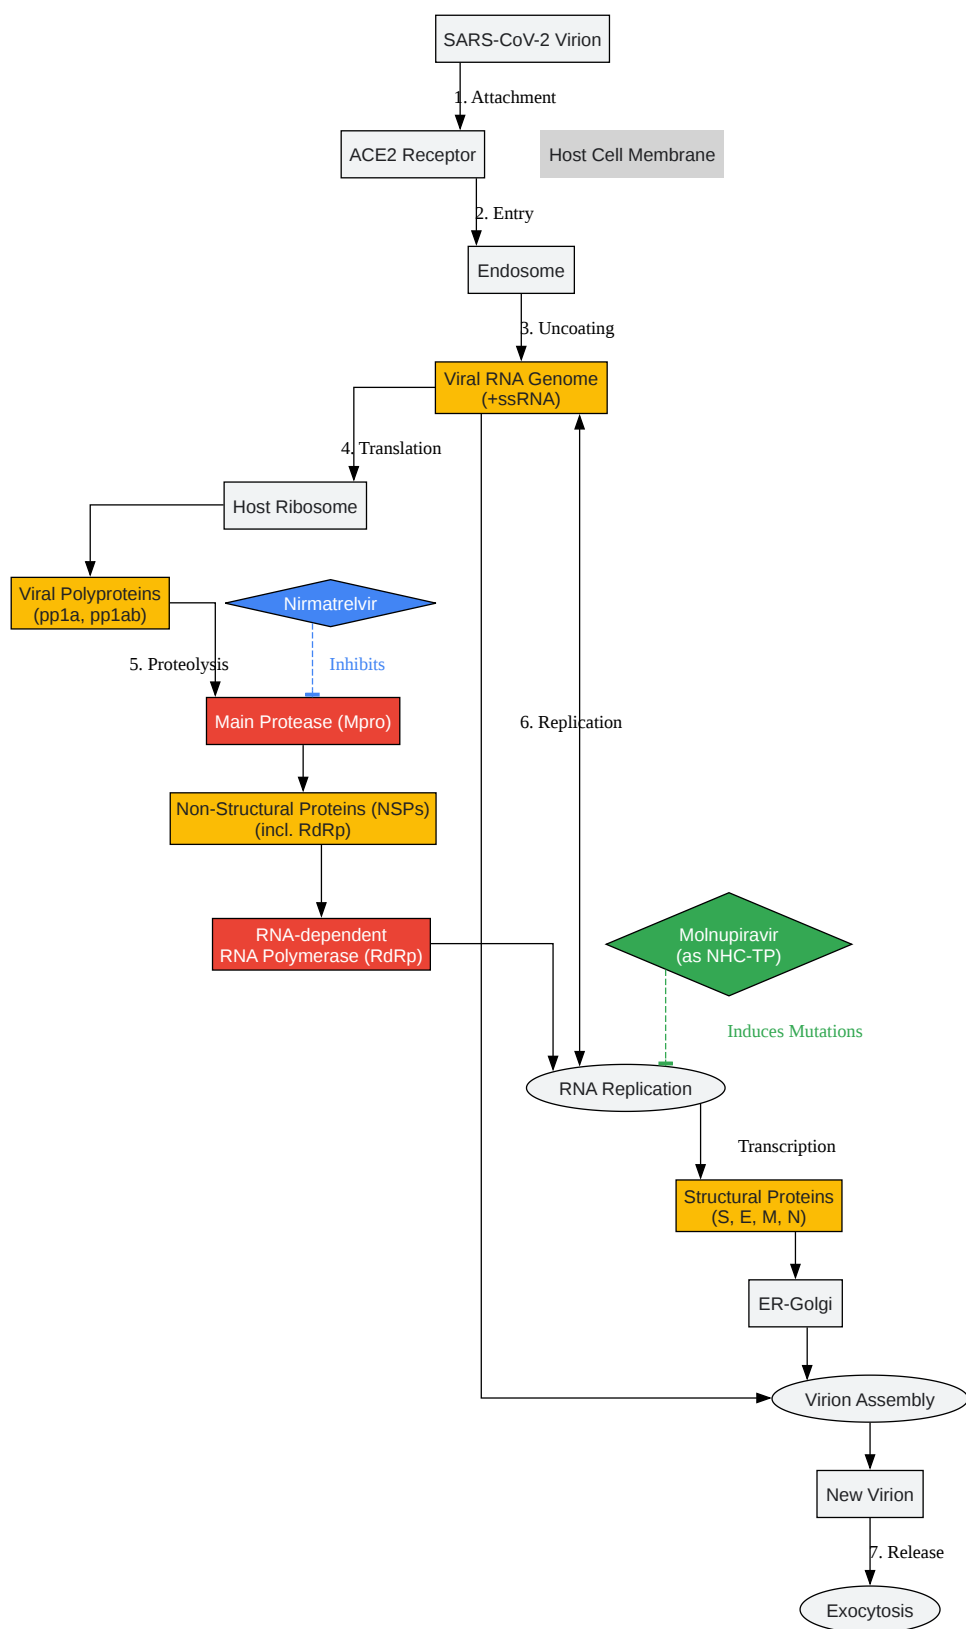 SARS-CoV-2 Virion
1. Attachment
ACE2 Receptor
Host Cell Membrane
2. Entry
Endosome
3. Uncoating
Viral RNA Genome
(+ssRNA)
4. Translation
Host Ribosome
Viral Polyproteins
(pp1a, pp1ab)
Nirmatrelvir
5. Proteolysis
Inhibits
Main Protease (Mpro)
6. Replication
Non-Structural Proteins (NSPs)
(incl. RdRp)
RNA-dependent
RNA Polymerase (RdRp)
Molnupiravir
(as NHC-TP)
Induces Mutations
RNA Replication
Transcription
Structural Proteins
(S, E, M, N)
ER-Golgi
Virion Assembly
New Virion
7. Release
Exocytosis